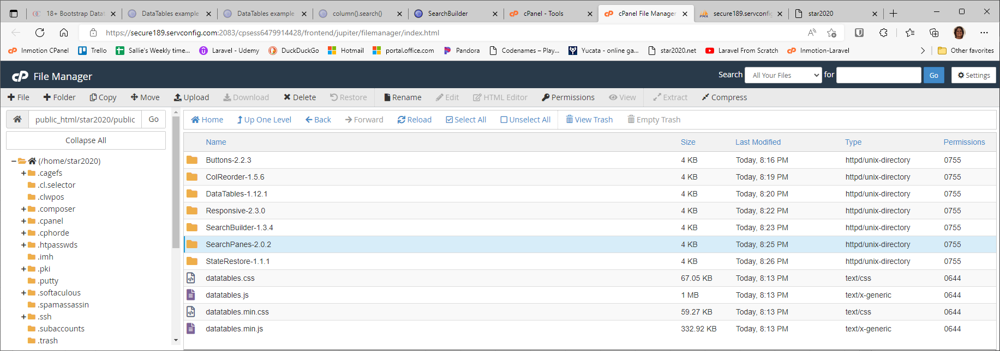 18+ Bootstrap Datat
DataTables example
DataTables example
column().search()
SearchBuilder
cPanel - Tools
cPanel File Manager
secure189.servconfig.
star2020
https://secure189.servconfig.com:2083/cpsess6479914428/frontend/jupiter/filemanager/index.html
Inmotion CPanel
Trello
Sallie's Weekly time...
Laravel - Udemy
DuckDuckGo
Hotmail
portal.office.com
Pandora
Codenames – Play...
Yucata - online ga...
star2020.net
Laravel From Scratch
Inmotion-Laravel
Other favorites
cP File Manager
Search All Your Files for Go Settings
File Folder Copy Move Upload Download Delete Restore Rename Edit HTML Editor Permissions View Extract Compress
public_html/star2020/public Go
Collapse All
(/home/star2020)
.cagefs
.cl.selector
.clwpos
.composer
.cpanel
.cphorde
.htpasswds
.imh
.pki
.putty
.softaculous
.spamassassin
.ssh
.subaccounts
.trash
Home Up One Level Back Forward Reload Select All Unselect All View Trash Empty Trash
Name Size Last Modified Type Permissions
Buttons-2.2.3 4 KB Today, 8:16 PM httpd/unix-directory 0755
ColReorder-1.5.6 4 KB Today, 8:19 PM httpd/unix-directory 0755
DataTables-1.12.1 4 KB Today, 8:20 PM httpd/unix-directory 0755
Responsive-2.3.0 4 KB Today, 8:22 PM httpd/unix-directory 0755
SearchBuilder-1.3.4 4 KB Today, 8:23 PM httpd/unix-directory 0755
SearchPanes-2.0.2 4 KB Today, 8:25 PM httpd/unix-directory 0755
StateRestore-1.1.1 4 KB Today, 8:26 PM httpd/unix-directory 0755
datatables.css 67.05 KB Today, 8:13 PM text/css 0644
datatables.js 1 MB Today, 8:13 PM text/x-generic 0644
datatables.min.css 59.27 KB Today, 8:13 PM text/css 0644
datatables.min.js 332.92 KB Today, 8:13 PM text/x-generic 0644